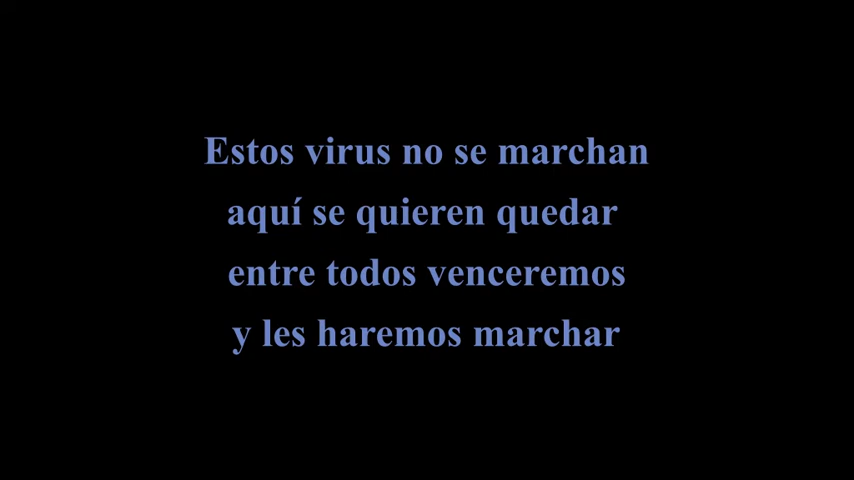 Estos virus no se marchan
aquí se quieren quedar
entre todos venceremos
y les haremos marchar